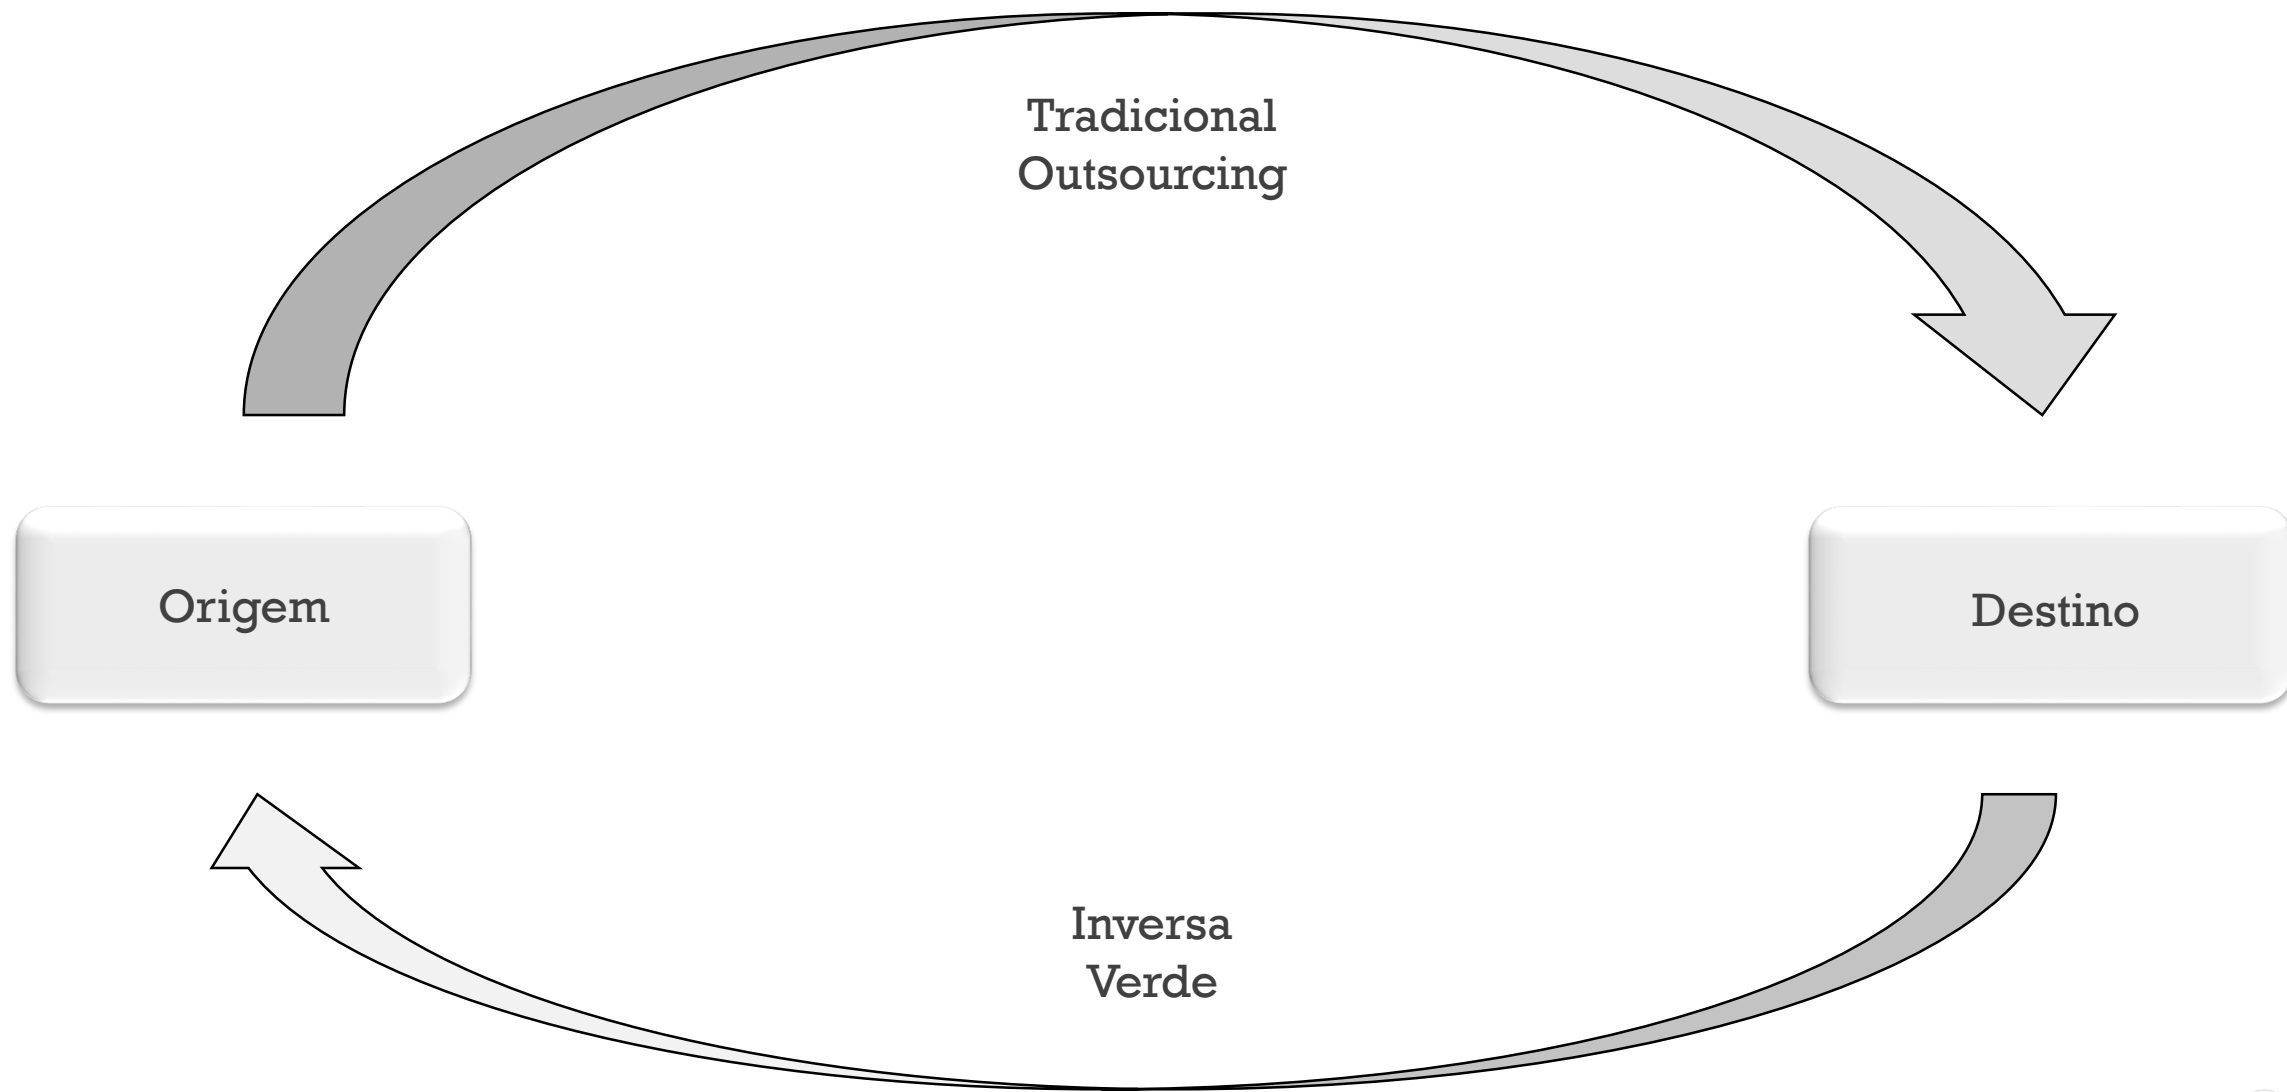 Tradicional
Outsourcing
Origem
Destino
Inversa
Verde